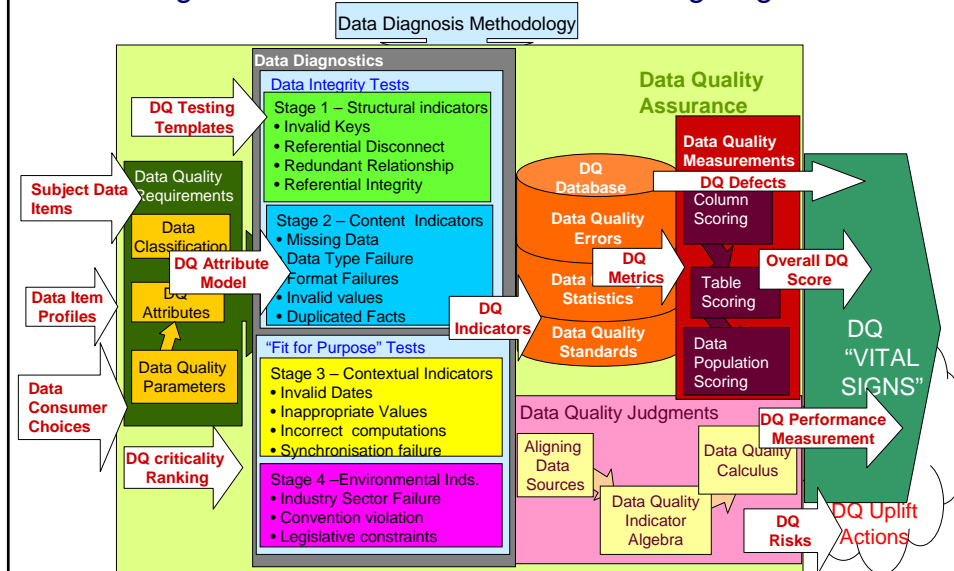 Data Diagnosis Methodology
Data Diagnostics
Data Integrity Tests
Stage 1 – Structural indicators
• Invalid Keys
• Referential Disconnect
• Redundant Relationship
• Referential Integrity
Stage 2 – Content Indicators
• Missing Data
Data Type Failure
Format Failures
• Invalid values
• Duplicated Facts
"Fit for Purpose" Tests
Stage 3 – Contextual Indicators
• Invalid Dates
• Inappropriate Values
• Incorrect computations
• Synchronisation failure
Stage 4 –Environmental Inds.
• Industry Sector Failure
• Convention violation
• Legislative constraints
DQ Testing
Templates
Subject Data
Items
Data Item
Profiles
Data
Consumer
Choices
Data Quality
Requirements
Data
Classification
DQ
Attributes
Data Quality
Parameters
DQ Attribute
Model
DQ criticality
Ranking
DQ
Indicators
Data Quality
Assurance
DQ
Database
Data Quality
Errors
Data
Statistics
Data Quality
Standards
DQ
Metrics
Data Quality
Measurements
DQ Defects
Column
Scoring
Table
Scoring
Data
Population
Scoring
Overall DQ
Score
Data Quality Judgments
Aligning
Data
Sources
Data Quality
Indicator
Algebra
Data Quality
Calculus
DQ Performance
Measurement
DQ
Risks
DQ
"VITAL
SIGNS"
DQ Uplift
Actions